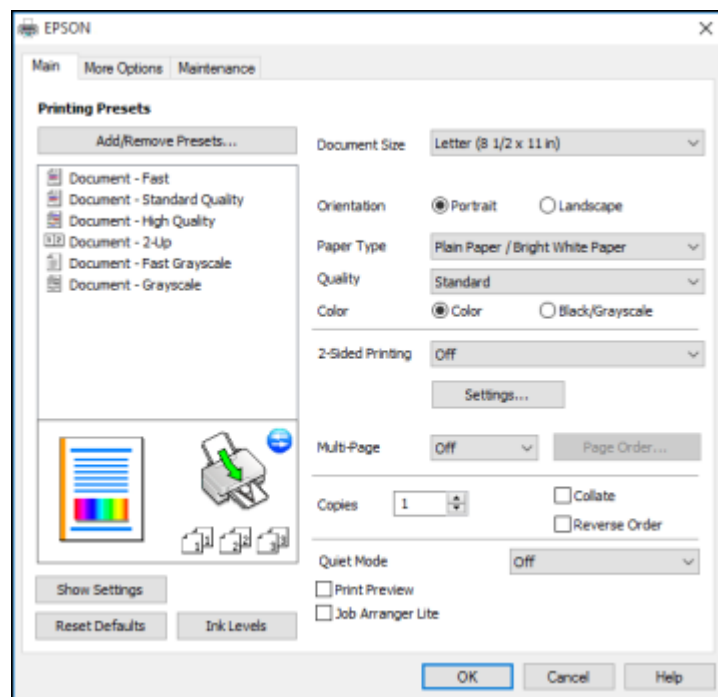 EPSON
Main More Options Maintenance
Printing Presets
Add/Remove Presets...
Document - Fast
Document - Standard Quality
Document - High Quality
Document - 2-Up
Document - Fast Grayscale
Document - Grayscale
Show Settings
Reset Defaults Ink Levels
Document Size Letter (8 1/2 x 11 in)
Orientation Portrait Landscape
Paper Type Plain Paper / Bright White Paper
Quality Standard
Color Color Black/Grayscale
2-Sided Printing Off
Settings...
Multi-Page Off Page Order...
Copies 1 Collate
Reverse Order
Quiet Mode Off
Print Preview
Job Arranger Lite
OK Cancel Help